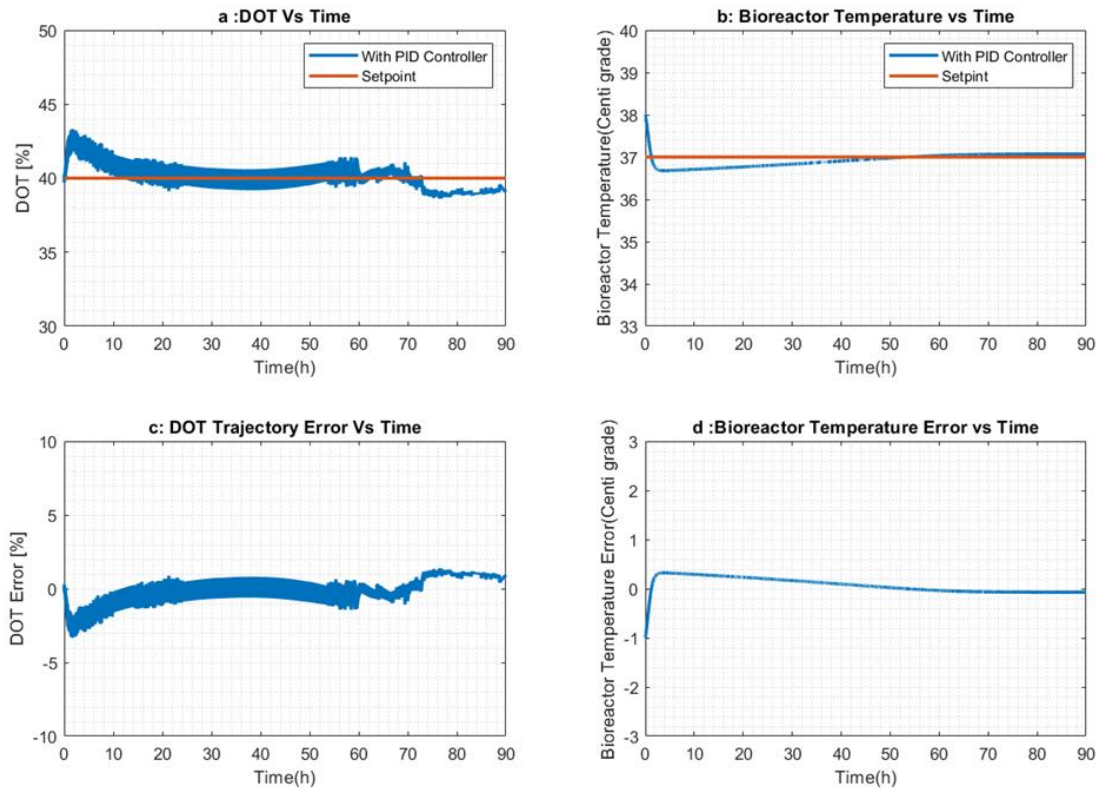 a :DOT Vs Time
50
45
40
35
30
DOT [%]
With PID Controller
Setpoint
0 10 20 30 40 50 60 70 80 90
Time(h)
b: Bioreactor Temperature vs Time
40
39
38
37
36
35
34
33
Bioreactor Temperature(Centi grade)
With PID Controller
Setpint
0 10 20 30 40 50 60 70 80 90
Time(h)
c: DOT Trajectory Error Vs Time
10
5
0
-5
-10
DOT Error [%]
0 10 20 30 40 50 60 70 80 90
Time(h)
d :Bioreactor Temperature Error vs Time
3
2
1
0
-1
-2
-3
Bioreactor Temperature Error(Centi grade)
0 10 20 30 40 50 60 70 80 90
Time(h)